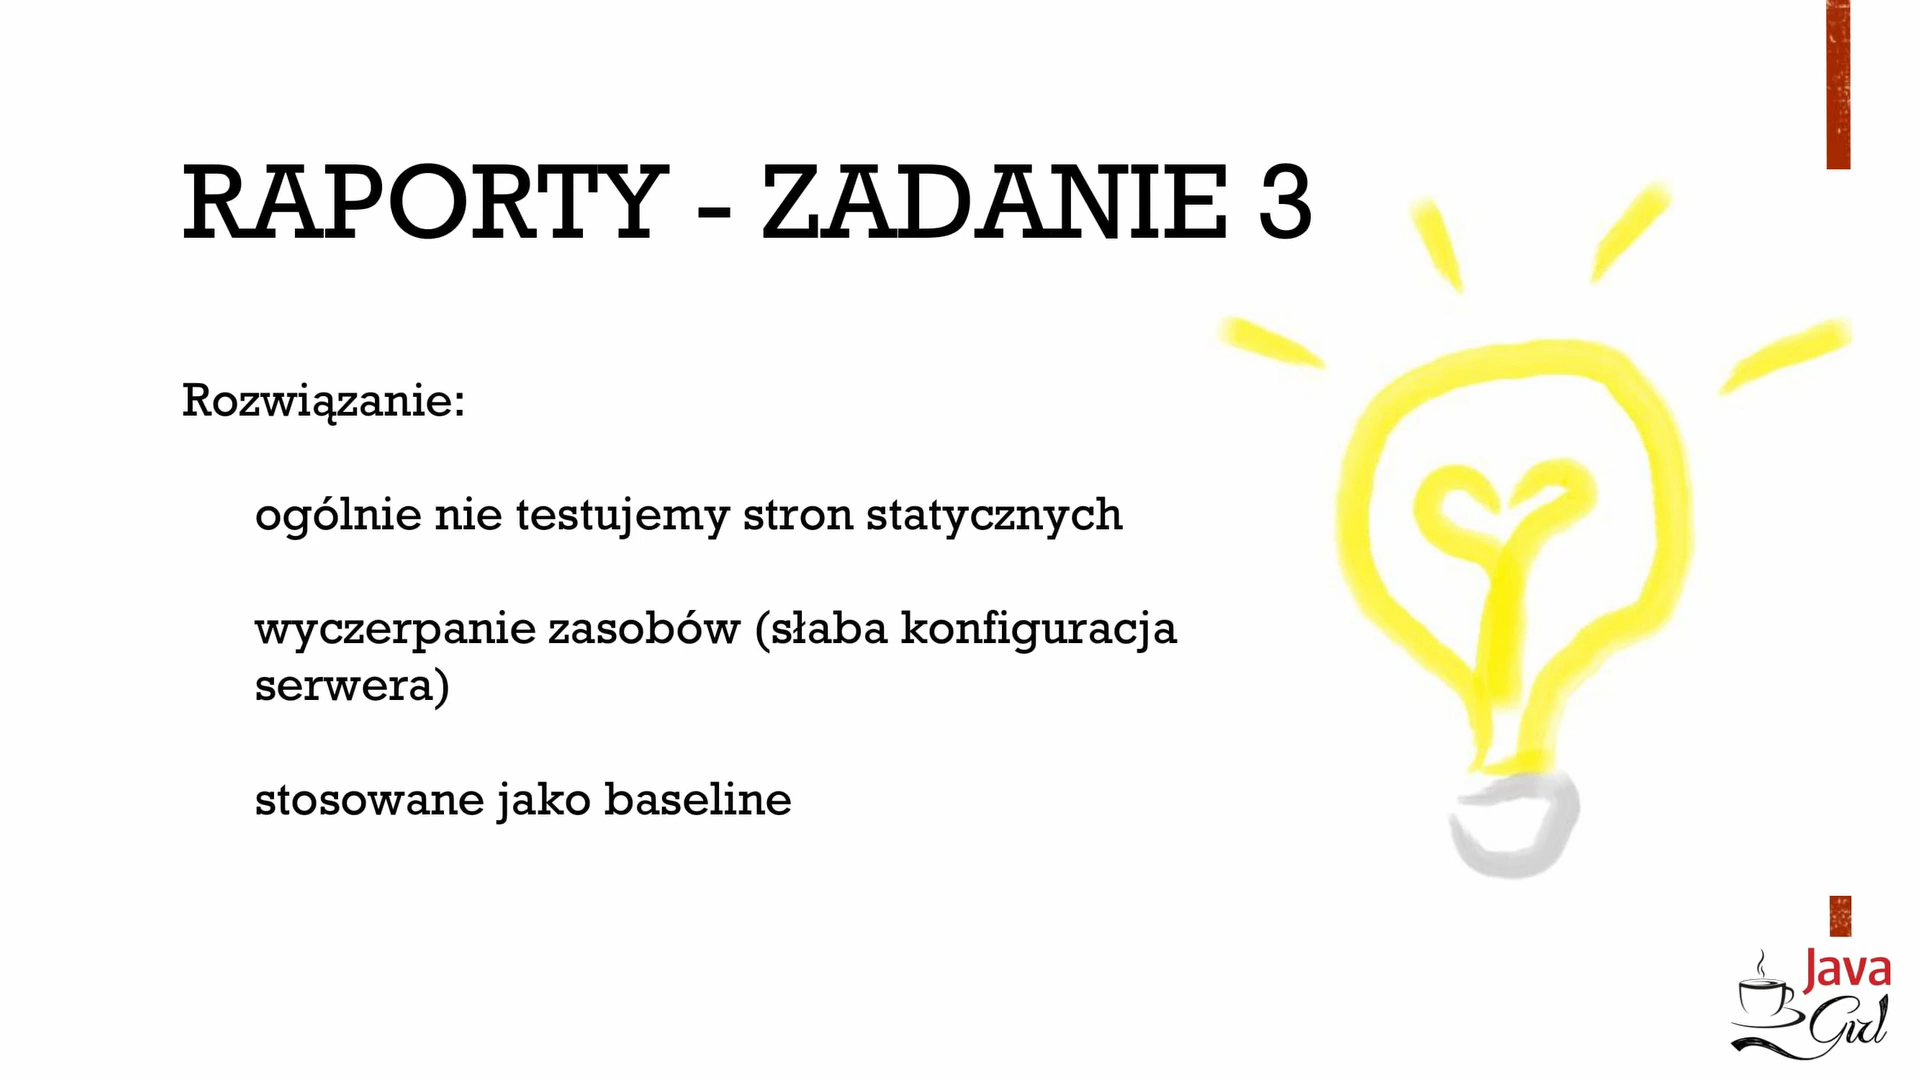 RAPORTY - ZADANIE 3
Rozwiązanie:
ogólnie nie testujemy stron statycznych
wyczerpanie zasobów (słaba konfiguracja
serwera)
stosowane jako baseline
Java
Girl